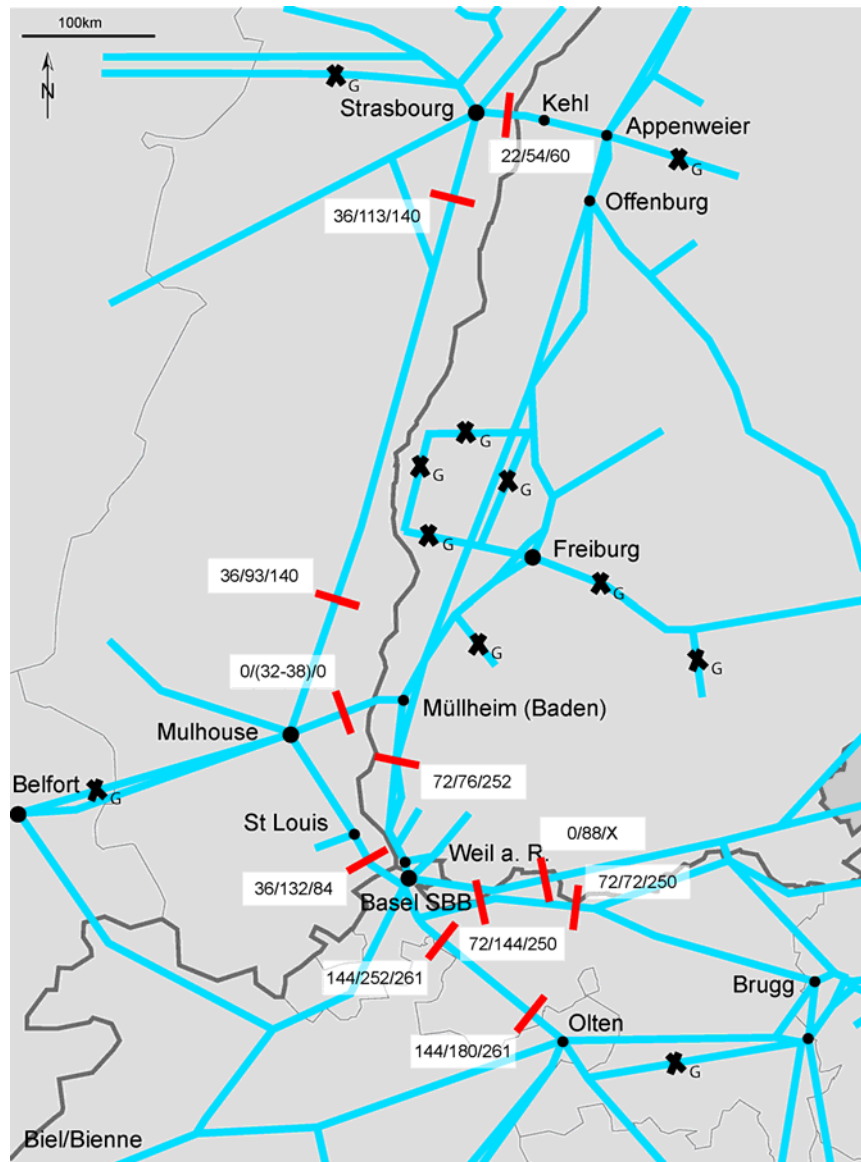 100km
N
G
Strasbourg
Kehl
Appenweier
22/54/60
G
Offenburg
36/113/140
G
G
G
G
Freiburg
36/93/140
G
G
G
0/(32-38)/0
Müllheim (Baden)
Mulhouse
Belfort
G
72/76/252
St Louis
0/88/X
Weil a. R.
36/132/84
Basel SBB
72/72/250
72/144/250
144/252/261
Brugg
Olten
144/180/261
G
Biel/Bienne